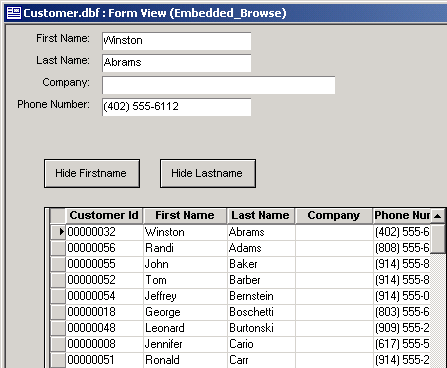 Customer.dbf : Form View (Embedded_Browse)
First Name: Winston
Last Name: Abrams
Company:
Phone Number: (402) 555-6112
Hide Firstname Hide Lastname
Customer Id First Name Last Name Company Phone Num
00000032 Winston Abrams (402) 555-6
00000056 Randi Adams (808) 555-6
00000055 John Baker (914) 555-8
00000052 Tom Barber (914) 555-8
00000054 Jeffrey Bernstein (914) 555-0
00000018 George Boschetti (803) 555-6
00000048 Leonard Burtonski (909) 555-2
00000008 Jennifer Cario (617) 555-5
00000051 Ronald Carr (914) 555-2